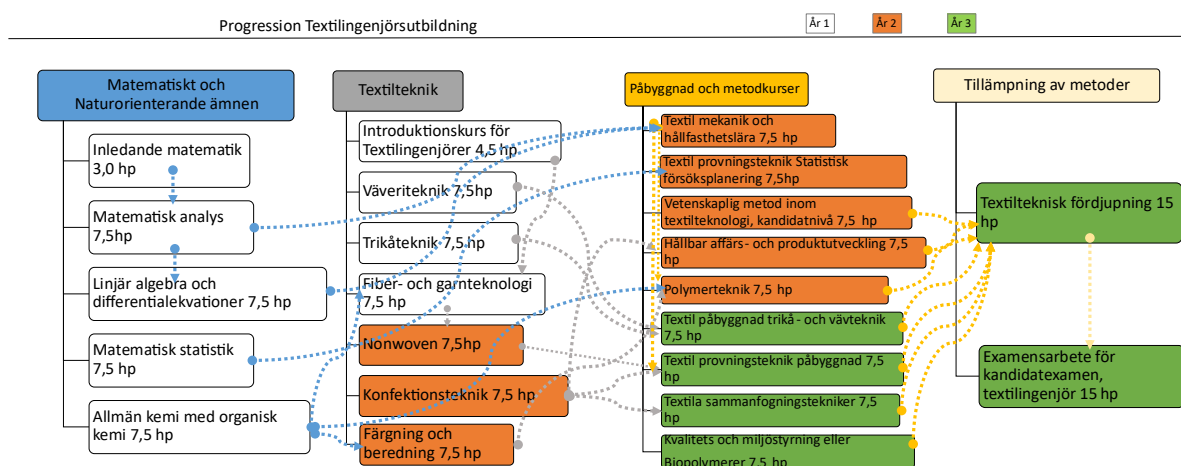 Progression Textilingenjörsutbildning
År 1
År 2
År 3
Matematiskt och
Naturorienterande ämnen
Inledande matematik
3,0 hp
Matematisk analys
7,5hp
Linjär algebra och
differentialekvationer 7,5 hp
Matematisk statistik
7,5 hp
Allmän kemi med organisk
kemi 7,5 hp
Textilteknik
Introduktionskurs för
Textilingenjörer 4,5 hp
Väveriteknik 7,5hp
Trikåteknik 7,5hp
Fiber- och garnteknologi
7,5 hp
Nonwoven 7,5hp
Konfektionsteknik 7,5 hp
Färgning och
beredning 7,5 hp
Påbyggnad och metodkurser
Textil mekanik och
hållfasthetslära 7,5 hp
Textil provningsteknik Statistisk
försöksplanering 7,5hp
Vetenskaplig metod inom
textilteknologi, kandidatnivå 7,5 hp
Hållbar affärs- och produktutveckling 7,5
hp
Polymerteknik 7,5 hp
Textil påbyggnad trikå- och vävteknik
7,5 hp
Textil provningsteknik påbyggnad 7,5
hp
Textila sammanfogningstekniker 7,5
hp
Kvalitets och miljöstyrning eller
Biopolymerer 7,5 hp
Tillämpning av metoder
Textilteknisk fördjupning 15
hp
Examensarbete för
kandidatexamen,
textilingenjör 15 hp